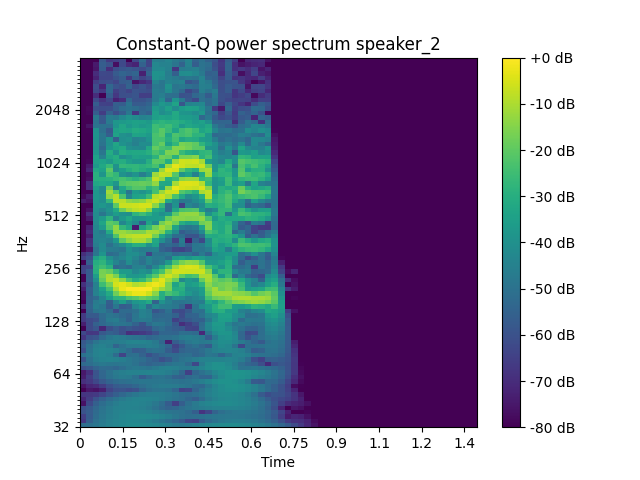 Constant-Q power spectrum speaker_2
Hz
2048
1024
512
256
128
64
32
0 0.15 0.3 0.45 0.6 0.75 0.9 1.1 1.2 1.4
Time
+0 dB
-10 dB
-20 dB
-30 dB
-40 dB
-50 dB
-60 dB
-70 dB
-80 dB